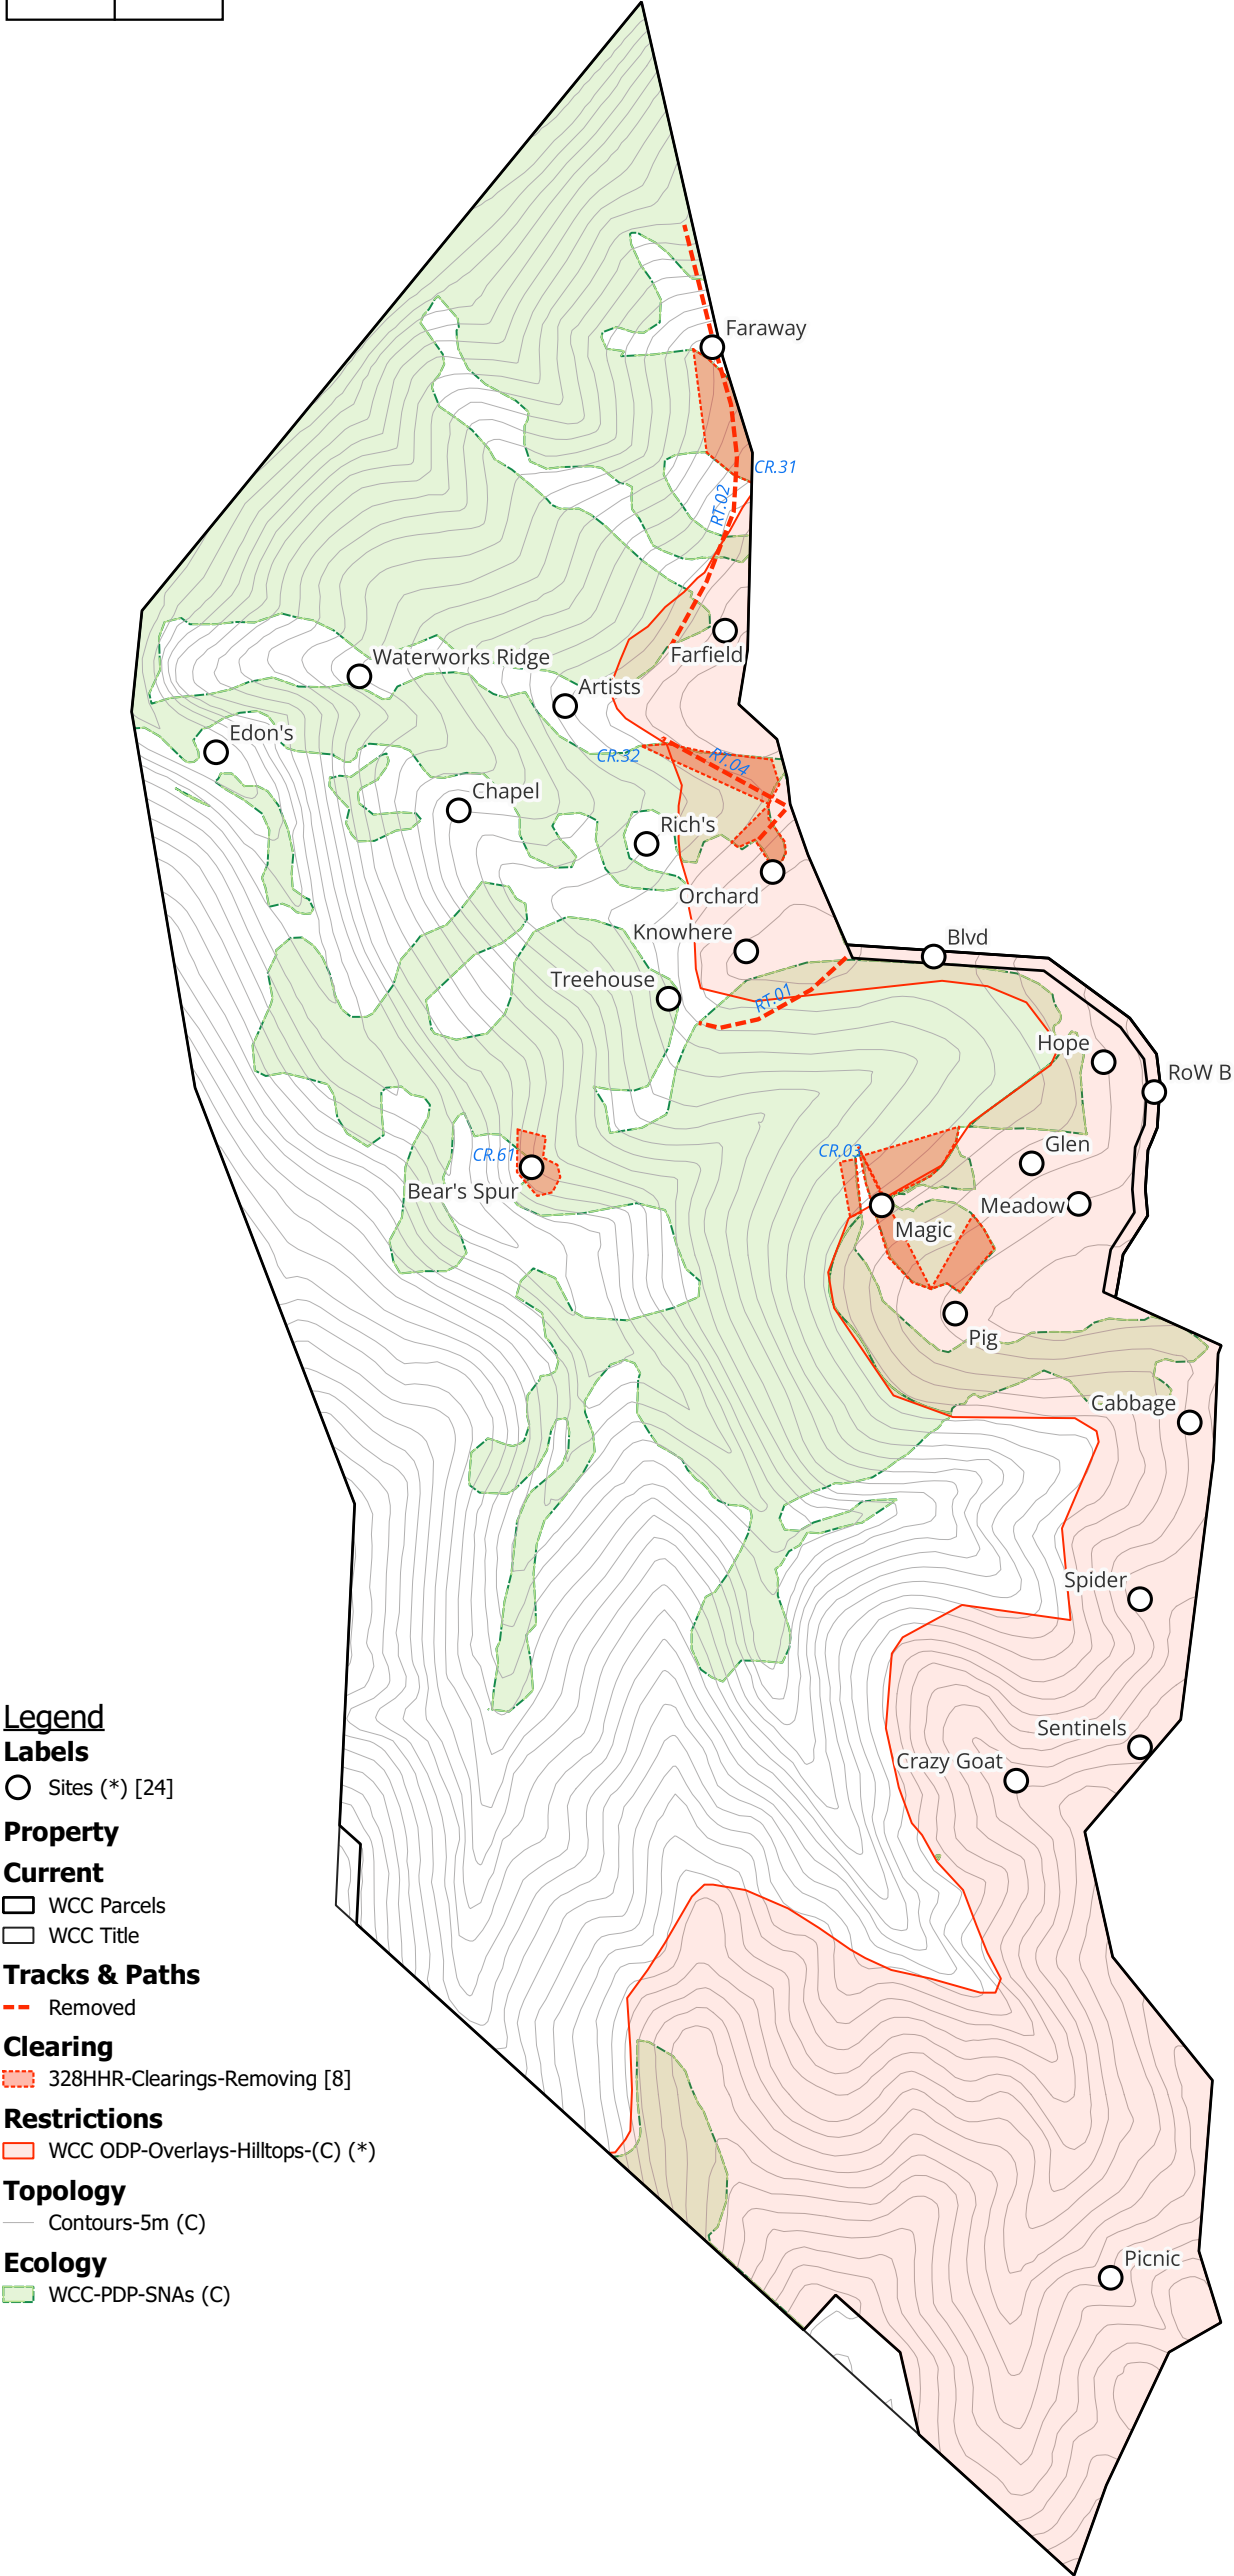 Faraway
CR.31
RT.02
Farfield
Waterworks Ridge
Artists
Edon's
CR.32
RT.04
Chapel
Rich's
Orchard
Knowhere
Blvd
Treehouse
RT.01
Hope
RoW B
CR.61
CR.03
Glen
Bear's Spur
Meadow
Magic
Pig
Cabbage
Spider
Sentinels
Crazy Goat
Picnic
Legend
Labels
Sites (*) [24]
Property
Current
WCC Parcels
WCC Title
Tracks & Paths
Removed
Clearing
328HHR-Clearings-Removing [8]
Restrictions
WCC ODP-Overlays-Hilltops-(C) (*)
Topology
Contours-5m (C)
Ecology
WCC-PDP-SNAs (C)